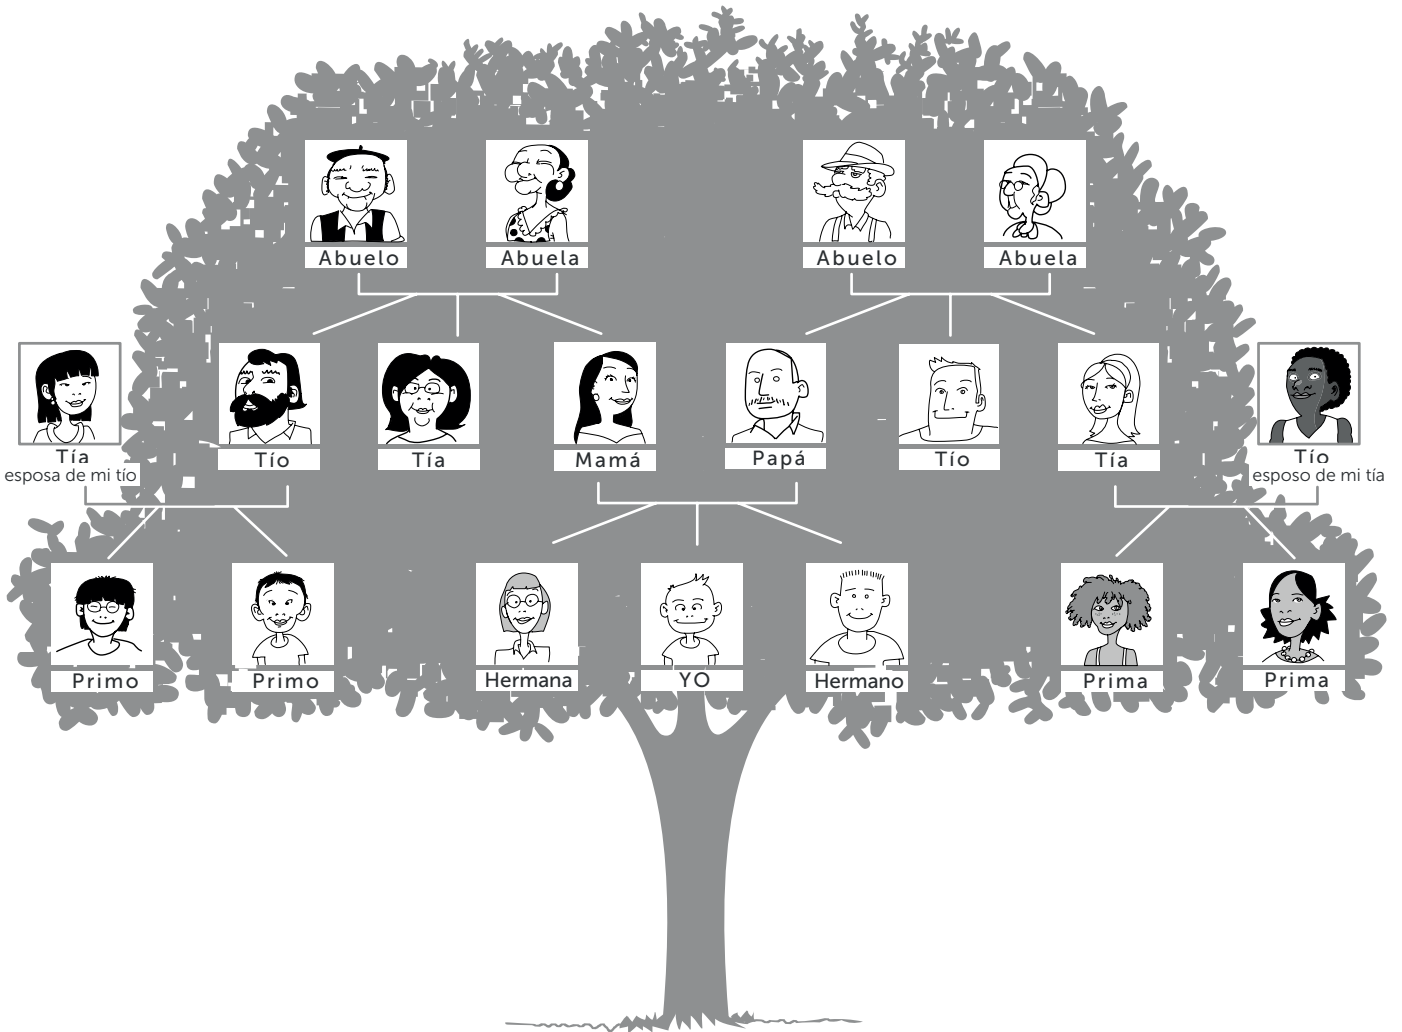 Abuelo
Abuela
Abuelo
Abuela
Tía
esposa de mi tío
Tío
Tía
Mamá
Papá
Tío
Tía
Tío
esposo de mi tía
Primo
Primo
Hermana
YO
Hermano
Prima
Prima